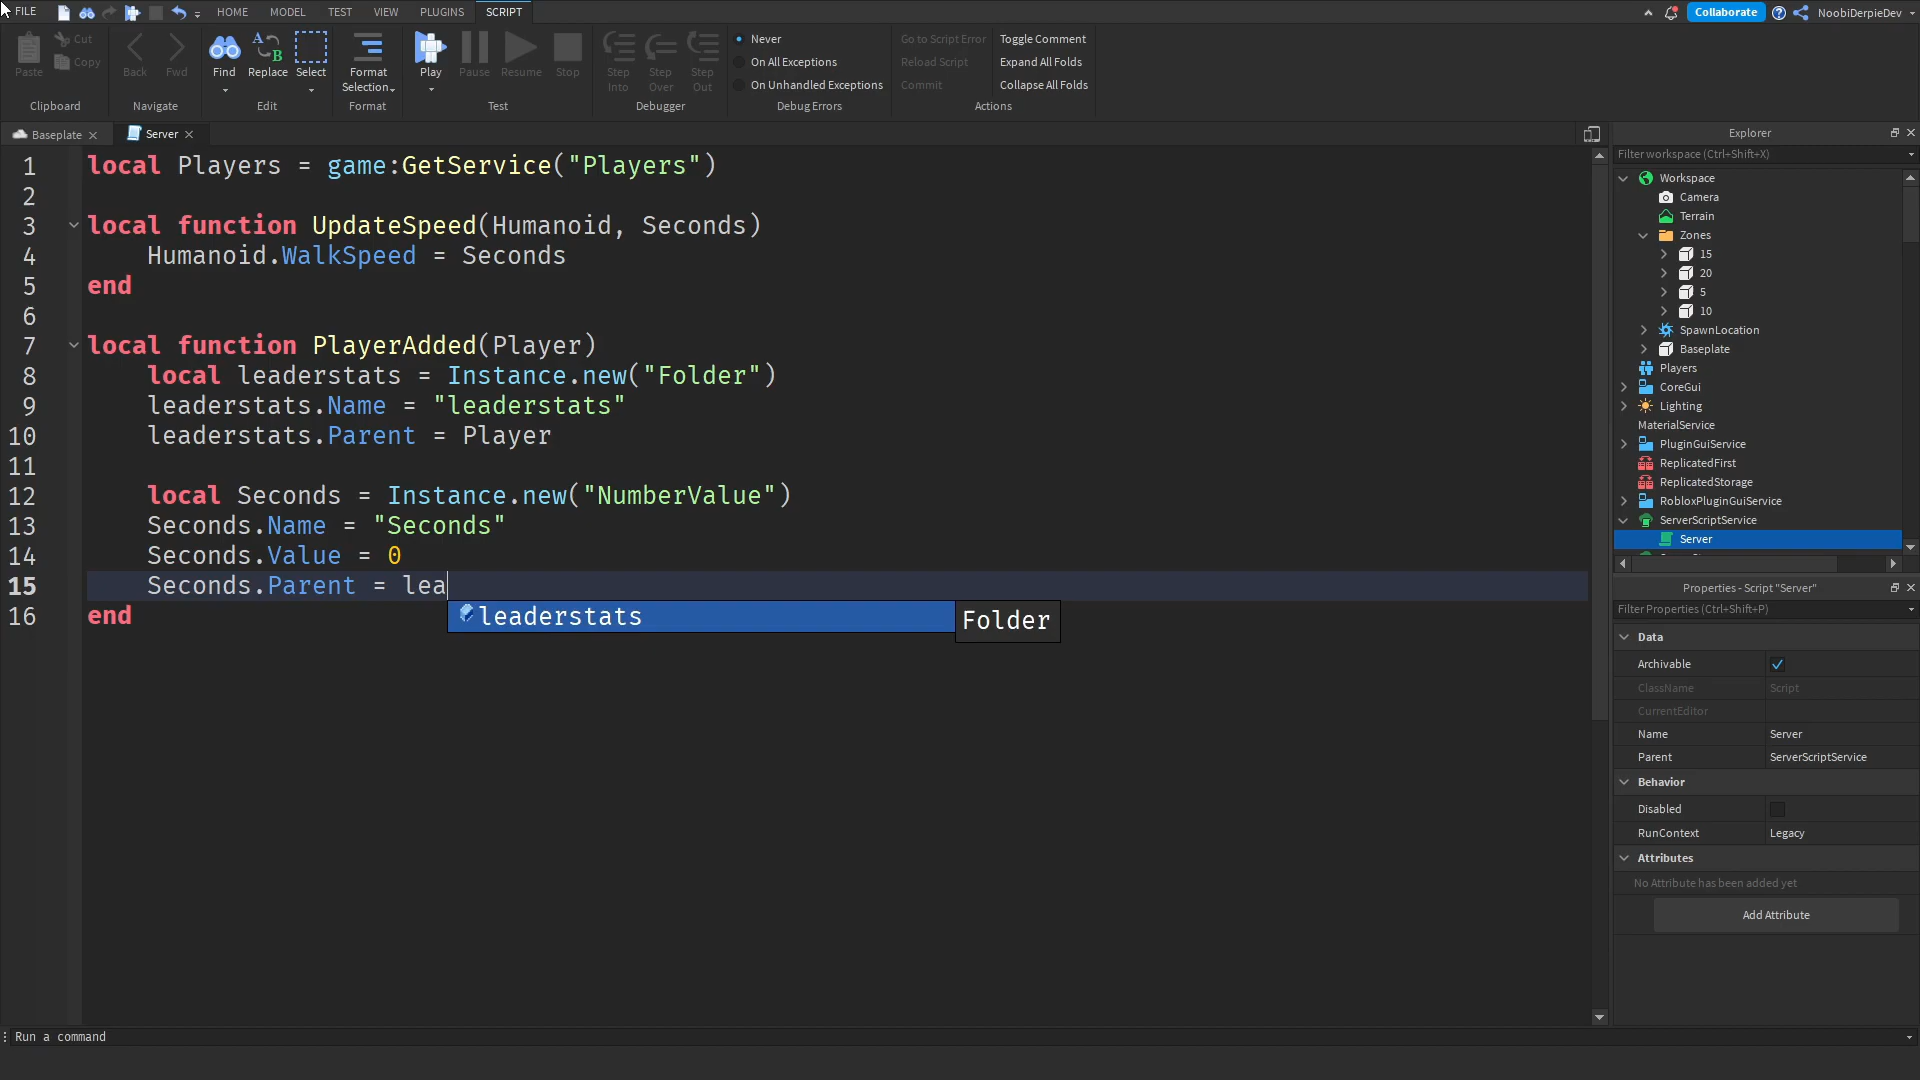 FILE
HOME
MODEL
TEST
VIEW
PLUGINS
SCRIPT
Collaborate
NoobiDerpieDev
Paste
Cut
Copy
Clipboard
Back
Fwd
Navigate
Find
Replace
Select
Edit
Format
Selection
Format
Play
Pause
Resume
Stop
Test
Step
Into
Step
Over
Step
Out
Debugger
Never
On All Exceptions
On Unhandled Exceptions
Debug Errors
Go to Script Error
Reload Script
Commit
Toggle Comment
Expand All Folds
Collapse All Folds
Actions
Baseplate
Server
1 local Players = game:GetService("Players")
2
3 local function UpdateSpeed(Humanoid, Seconds)
4 Humanoid.WalkSpeed = Seconds
5 end
6
7 local function PlayerAdded(Player)
8 local leaderstats = Instance.new("Folder")
9 leaderstats.Name = "leaderstats"
10 leaderstats.Parent = Player
11
12 local Seconds = Instance.new("NumberValue")
13 Seconds.Name = "Seconds"
14 Seconds.Value = 0
15 Seconds.Parent = lea
16 end
leaderstats
Folder
Explorer
Filter workspace (Ctrl+Shift+X)
Workspace
Camera
Terrain
Zones
15
20
5
10
SpawnLocation
Baseplate
Players
CoreGui
Lighting
MaterialService
PluginGuiService
ReplicatedFirst
ReplicatedStorage
RobloxPluginGuiService
ServerScriptService
Server
Properties - Script "Server"
Filter Properties (Ctrl+Shift+P)
Data
Archivable
ClassName Script
CurrentEditor
Name Server
Parent ServerScriptService
Behavior
Disabled
RunContext Legacy
Attributes
No Attribute has been added yet
Add Attribute
Run a command